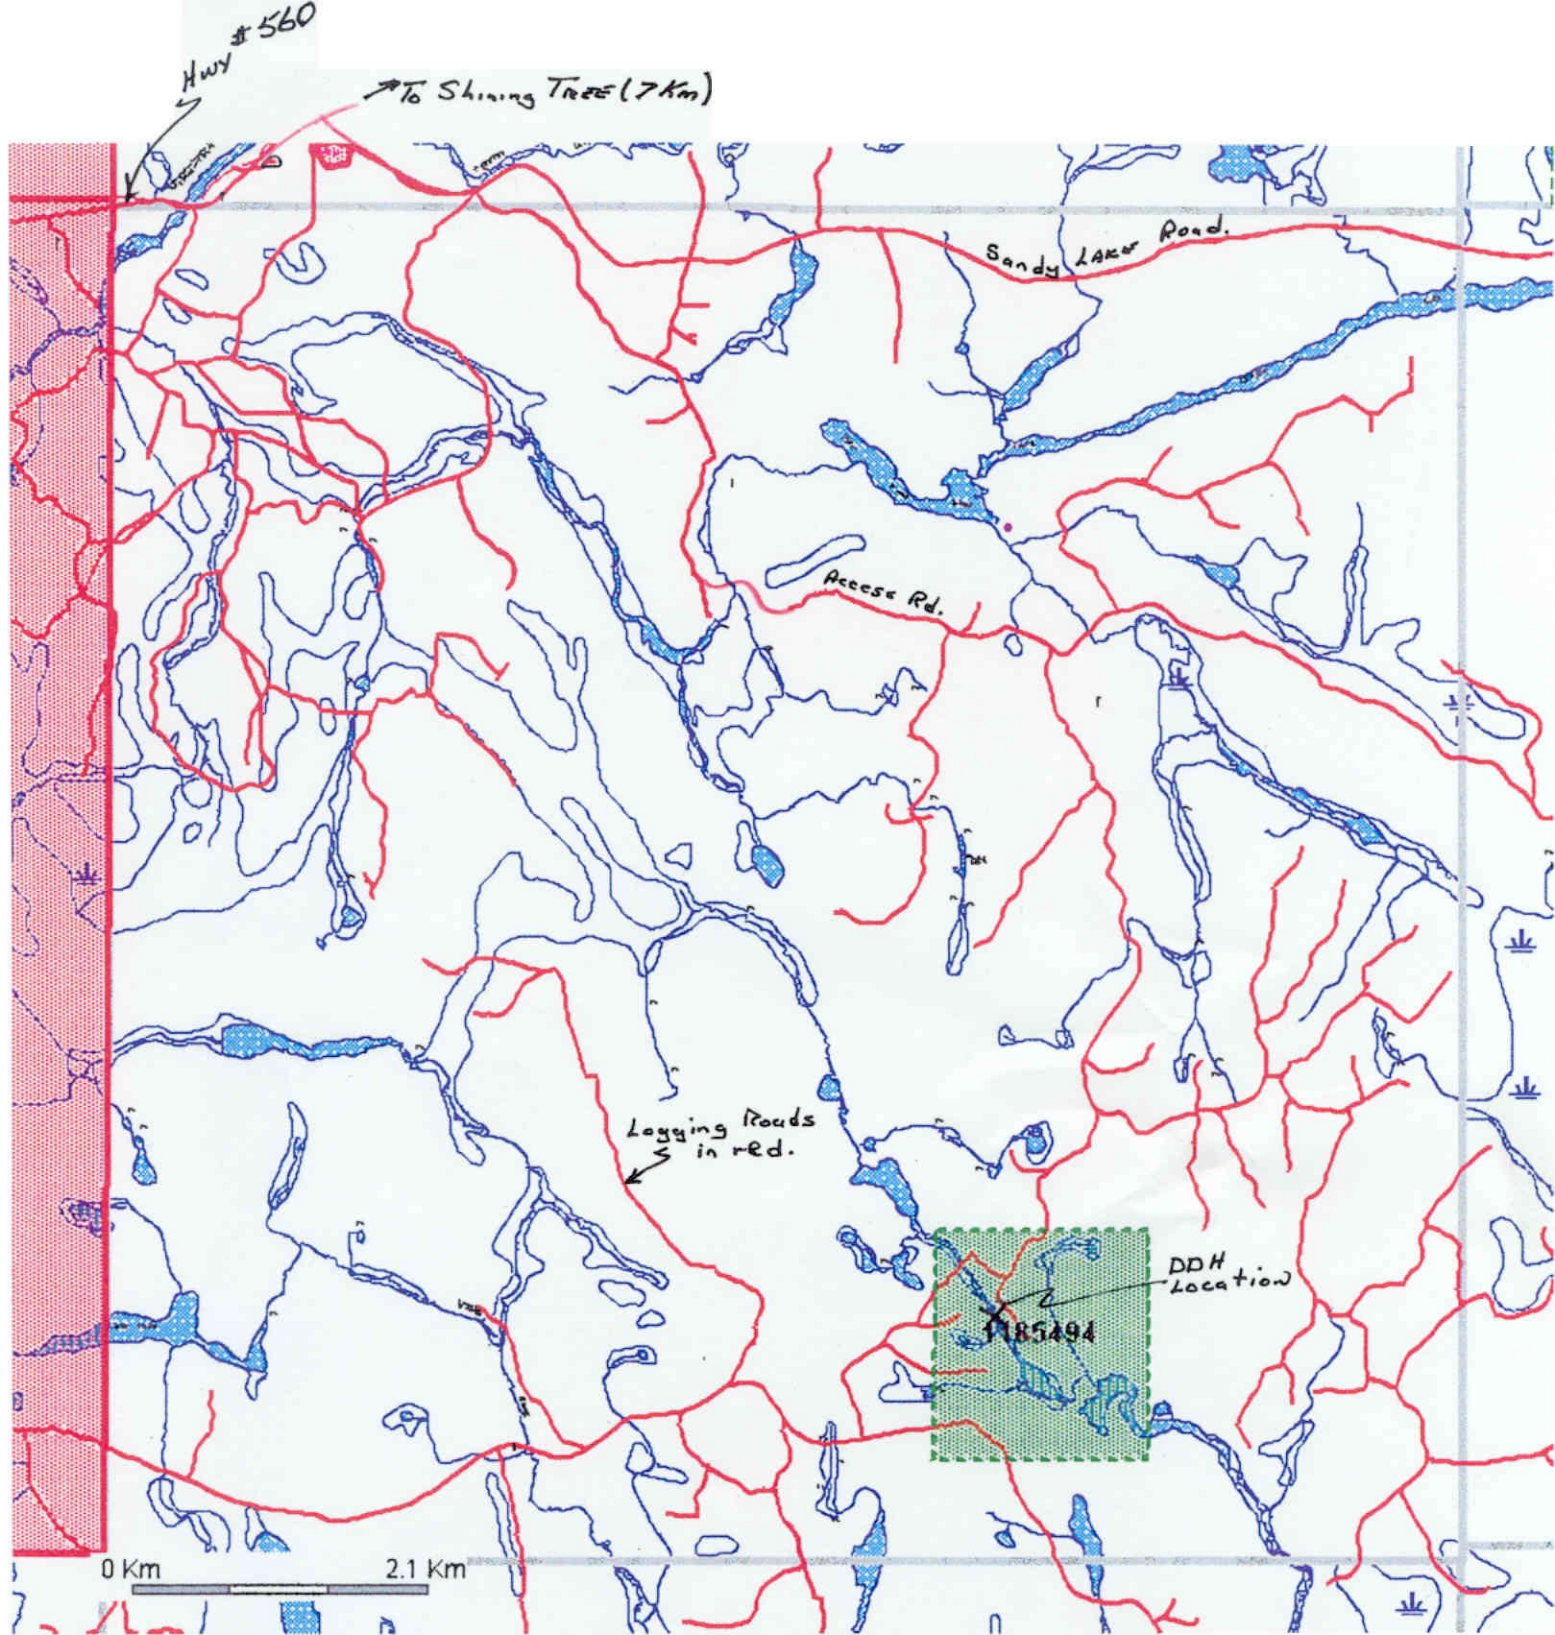 Hwy #560
To Shining Tree (7 Km)
Sandy Lake Road.
Access Rd.
Logging Roads
in red.
DDH
Location
1185494
0 Km 2.1 Km